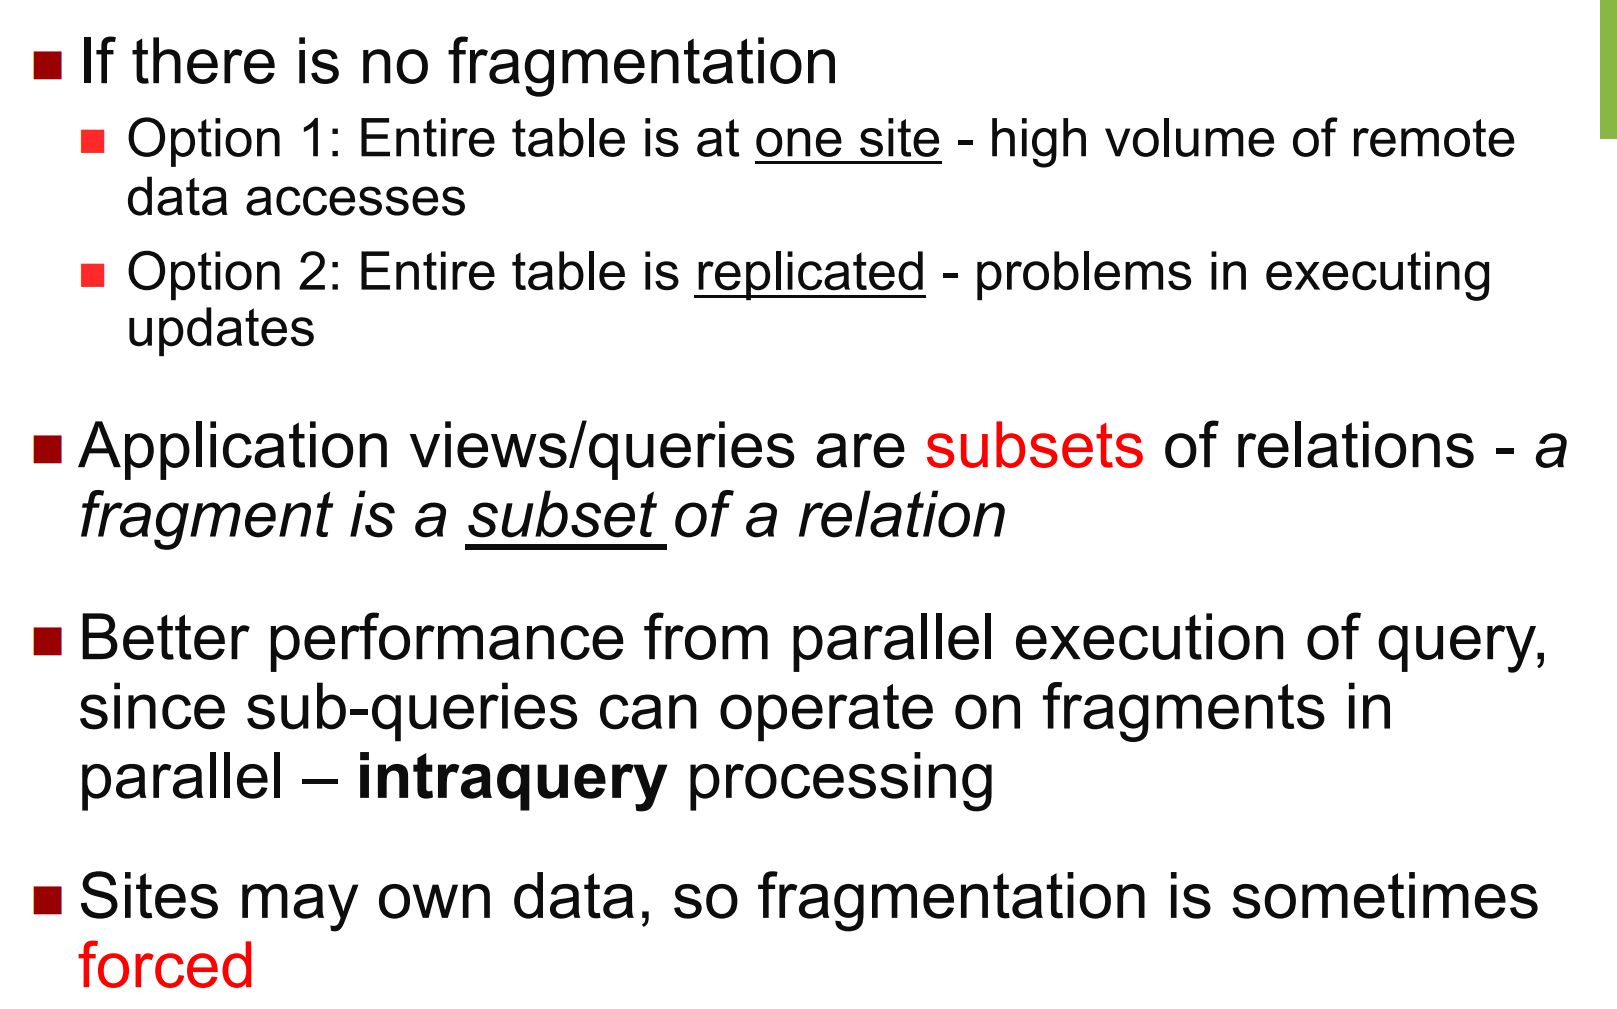 If there is no fragmentation
Option 1: Entire table is at one site - high volume of remote
data accesses
Option 2: Entire table is replicated - problems in executing
updates
Application views/queries are subsets of relations - a
fragment is a subset of a relation
Better performance from parallel execution of query,
since sub-queries can operate on fragments in
parallel – intraquery processing
Sites may own data, so fragmentation is sometimes
forced